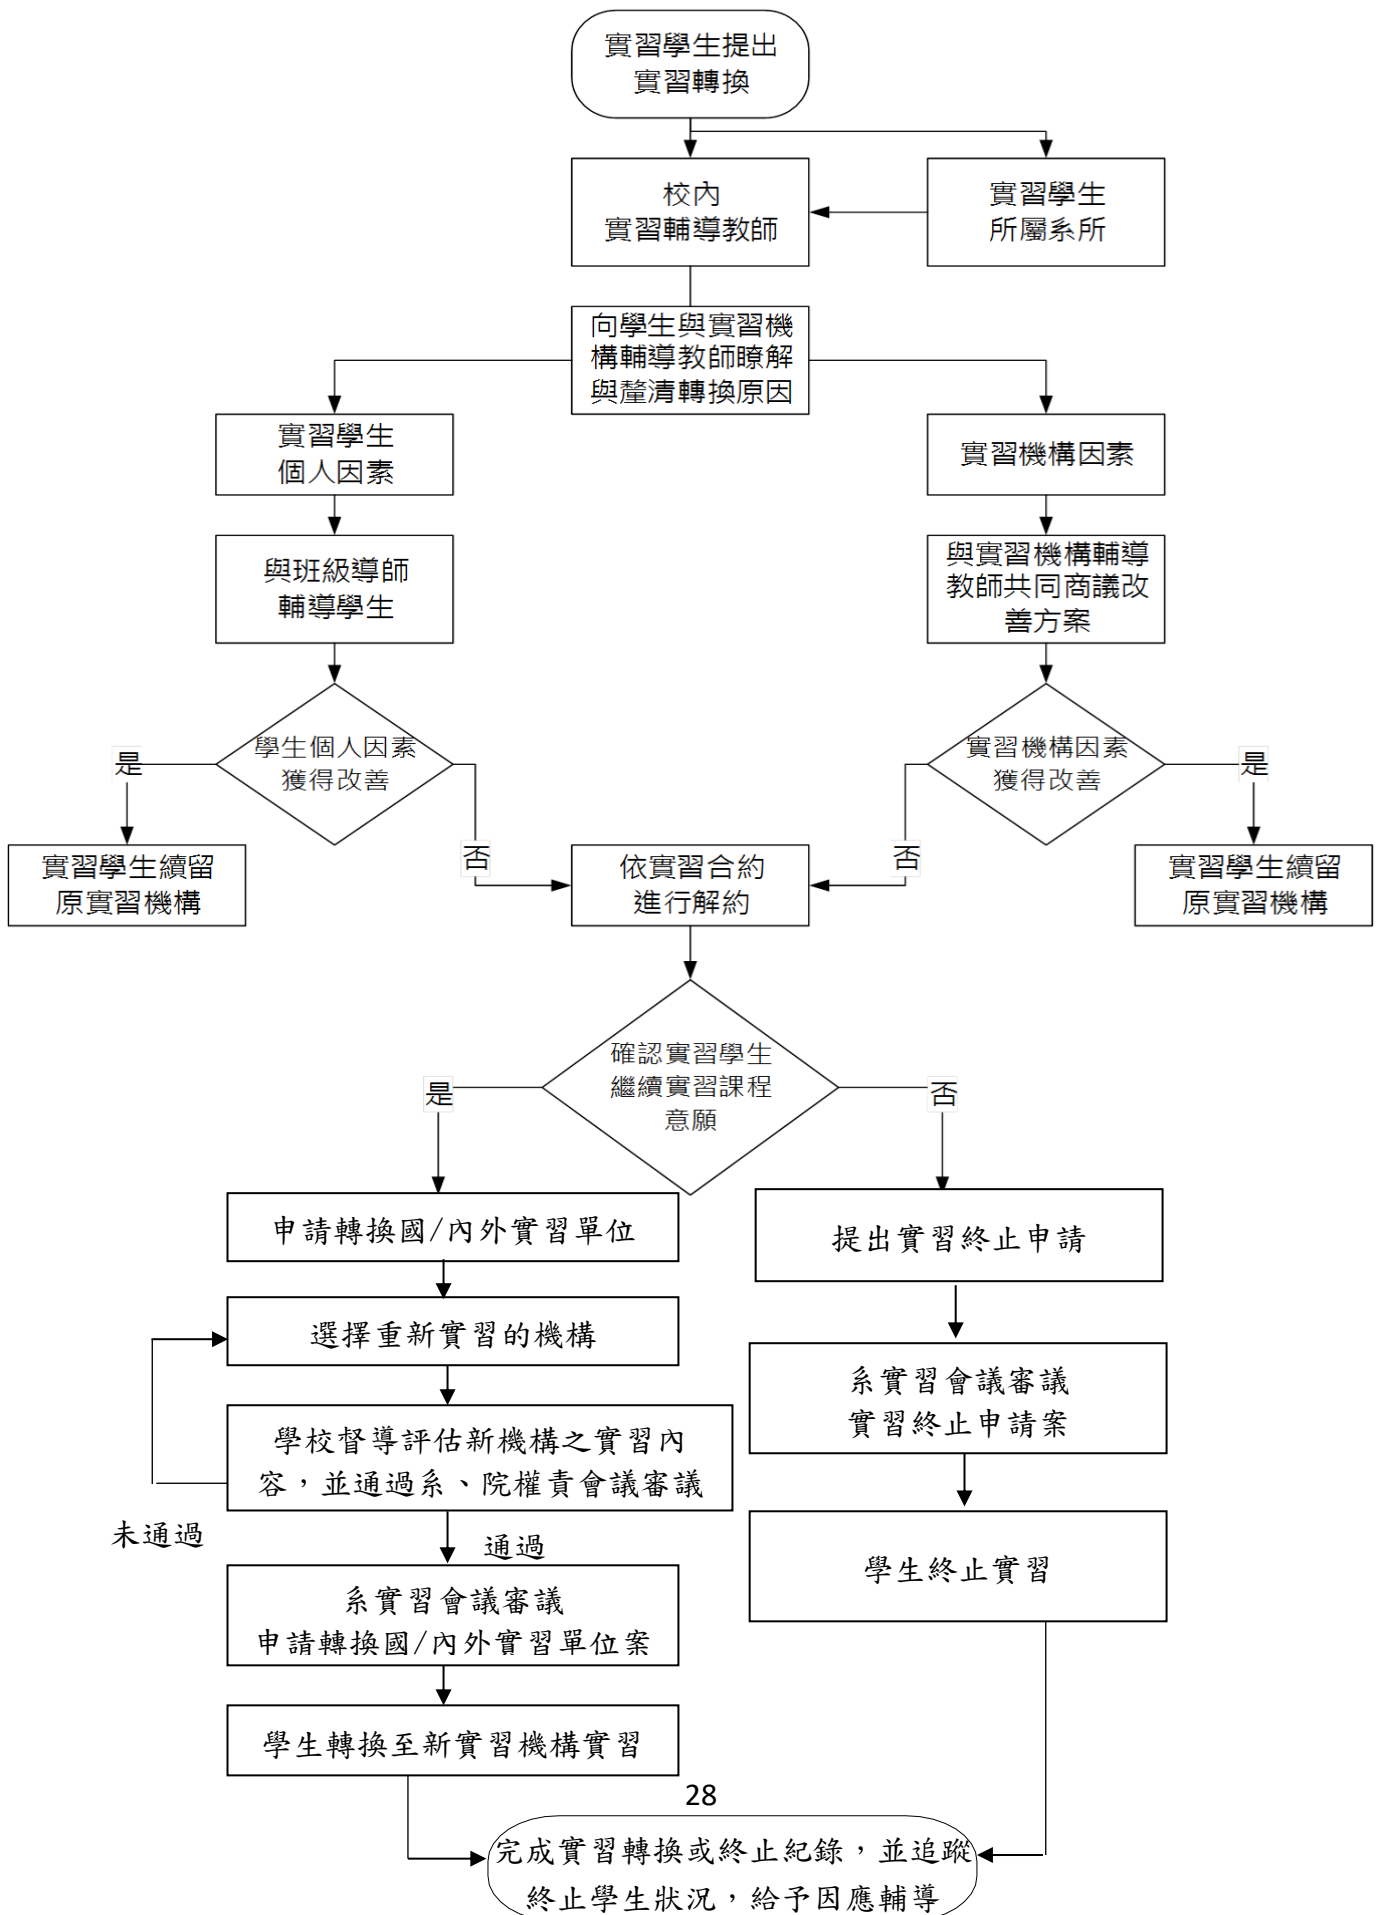 實習學生提出
實習轉換
校內
實習輔導教師
實習學生
所屬系所
向學生與實習機
構輔導教師瞭解
與釐清轉換原因
實習學生
個人因素
實習機構因素
與班級導師
輔導學生
與實習機構輔導
教師共同商議改
善方案
學生個人因素
獲得改善
實習機構因素
獲得改善
是
否
否
是
實習學生續留
原實習機構
依實習合約
進行解約
實習學生續留
原實習機構
確認實習學生
繼續實習課程
意願
是
否
申請轉換國/內外實習單位
提出實習終止申請
選擇重新實習的機構
系實習會議審議
實習終止申請案
學校督導評估新機構之實習內
容，並通過系、院權責會議審議
未通過
通過
學生終止實習
系實習會議審議
申請轉換國/內外實習單位案
學生轉換至新實習機構實習
28
完成實習轉換或終止紀錄，並追蹤
終止學生狀況，給予因應輔導